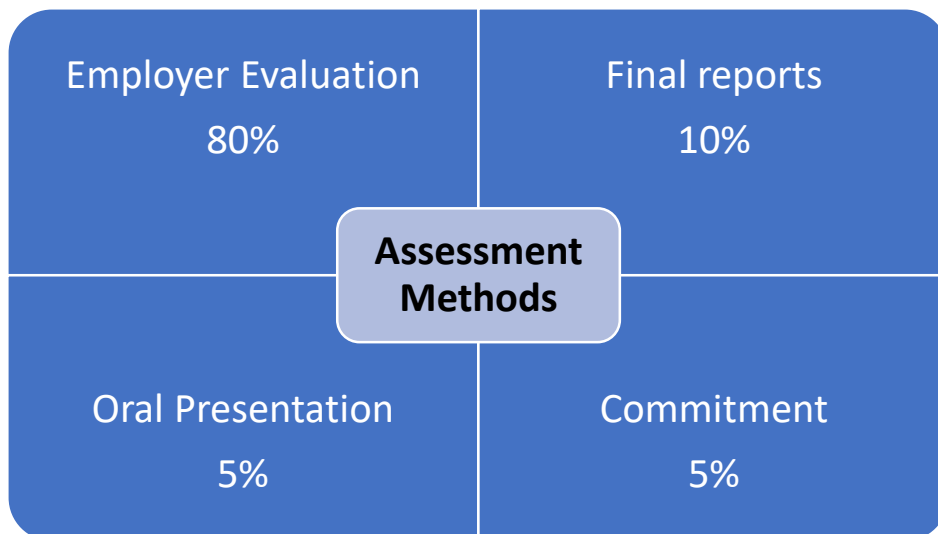 Employer Evaluation
80%
Final reports
10%
Assessment
Methods
Oral Presentation
5%
Commitment
5%